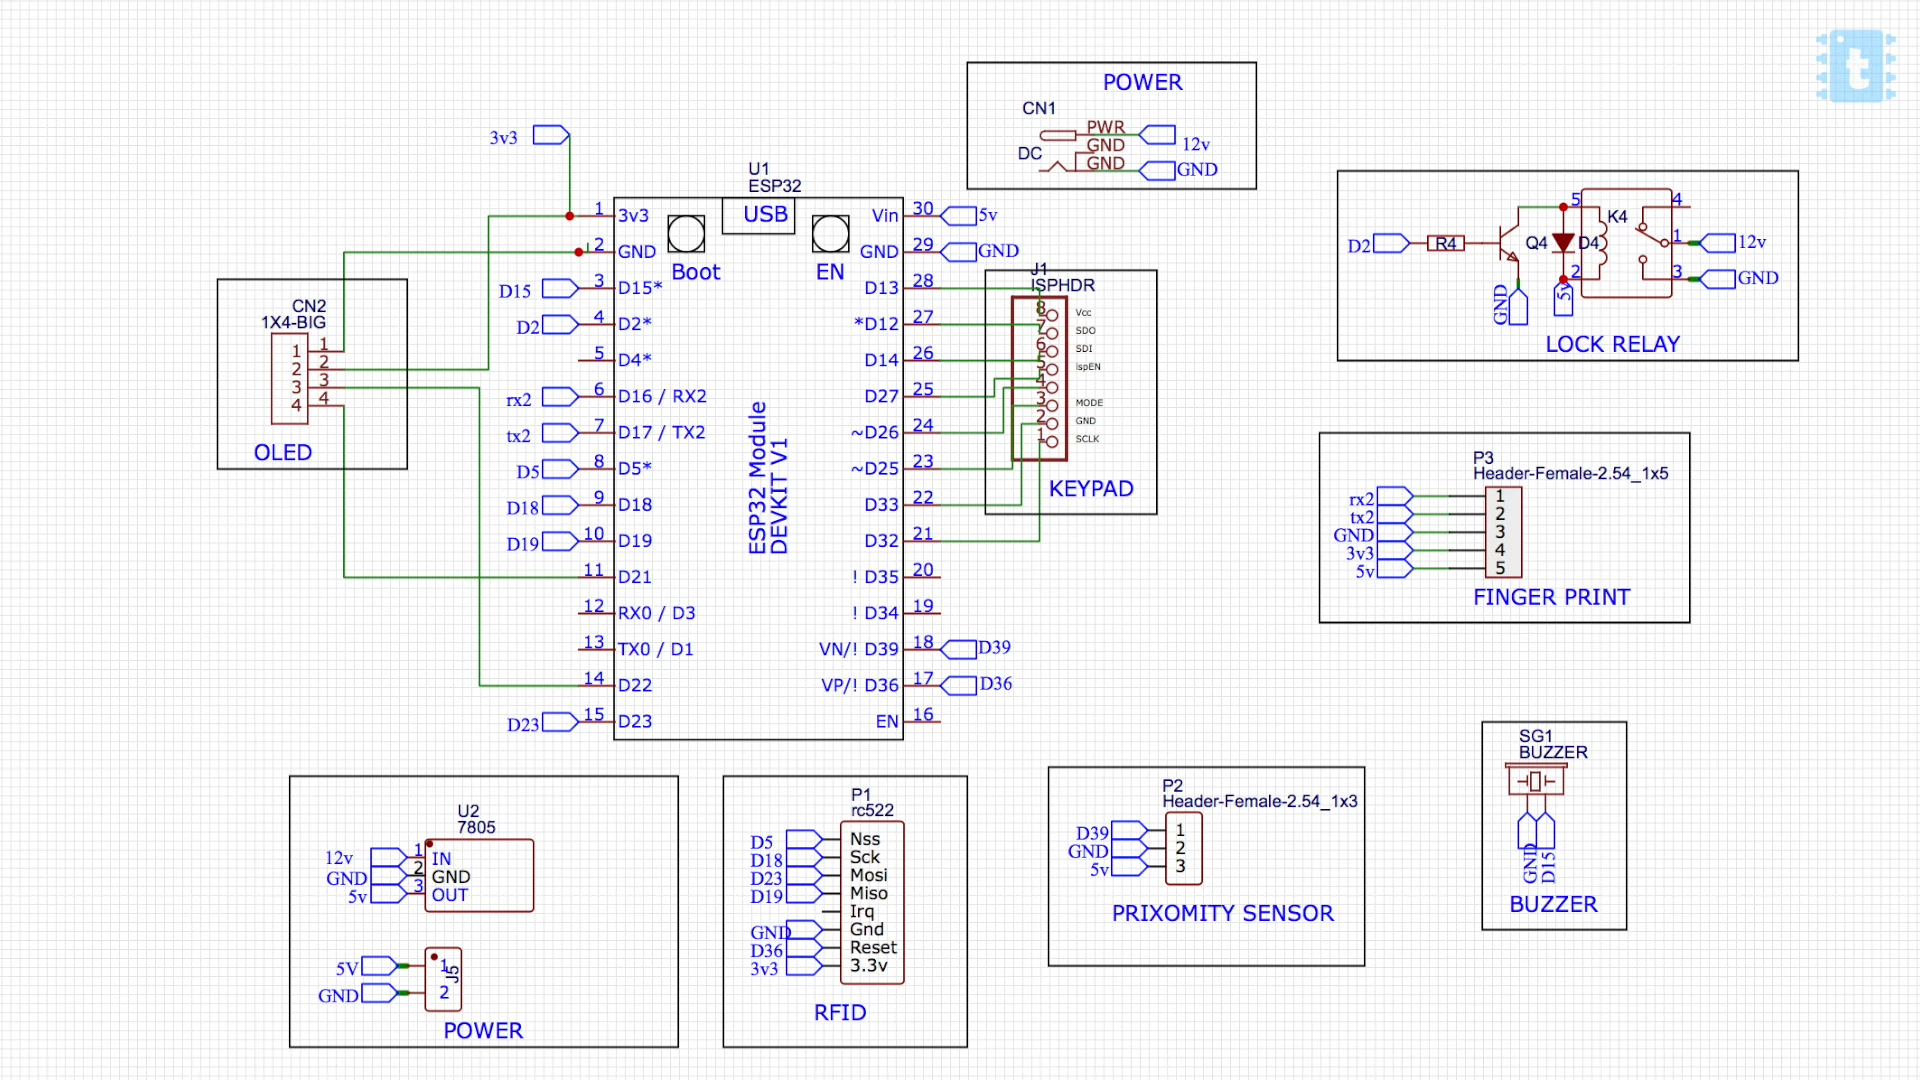 t
POWER
CN1
PWR
GND
GND
DC
12v
GND
3v3
U1
ESP32
USB
Boot
EN
ESP32 Module
DEVKIT V1
1 3v3
2 GND
D15 3 D15*
D2 4 D2*
5 D4*
rx2 6 D16 / RX2
tx2 7 D17 / TX2
D5 8 D5*
D18 9 D18
D19 10 D19
11 D21
12 RX0 / D3
13 TX0 / D1
14 D22
D23 15 D23
Vin 30 5v
GND 29 GND
D13 28
*D12 27
D14 26
D27 25
~D26 24
~D25 23
D33 22
D32 21
! D35 20
! D34 19
VN/! D39 18 D39
VP/! D36 17 D36
EN 16
CN2
1X4-BIG
1 1
2 2
3 3
4 4
OLED
J1
ISPHDR
8 Vcc
7 SDO
6 SDI
5 ispEN
4
3 MODE
2 GND
1 SCLK
KEYPAD
D2
R4
Q4
D4
K4
5
4
1
2
3
12v
GND
GND
5v
LOCK RELAY
P3
Header-Female-2.54_1x5
rx2 1
tx2 2
GND 3
3v3 4
5v 5
FINGER PRINT
U2
7805
12v 1 IN
GND 2 GND
5v 3 OUT
5V 1
GND 2
J5
POWER
P1
rc522
D5 Nss
D18 Sck
D23 Mosi
D19 Miso
Irq
GND Gnd
D36 Reset
3v3 3.3v
RFID
P2
Header-Female-2.54_1x3
D39 1
GND 2
5v 3
PRIXOMITY SENSOR
SG1
BUZZER
GND
D15
BUZZER